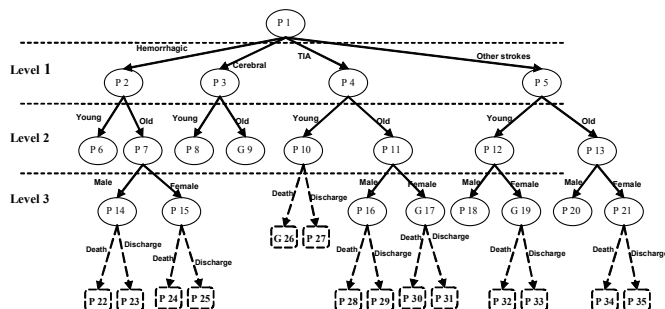 P 1
Hemorrhagic Cerebral TIA Other strokes
Level 1
P 2 P 3 P 4 P 5
Young Old Young Old Young Old Young Old
Level 2
P 6 P 7 P 8 G 9 P 10 P 11 P 12 P 13
Male Female Death Discharge Male Female Male Female Male Female
Level 3
P 14 P 15 G 26 P 27 P 16 G 17 P 18 G 19 P 20 P 21
Death Discharge Death Discharge Death Discharge Death Discharge Death Discharge Death Discharge
P 22 P 23 P 24 P 25 P 28 P 29 P 30 P 31 P 32 P 33 P 34 P 35